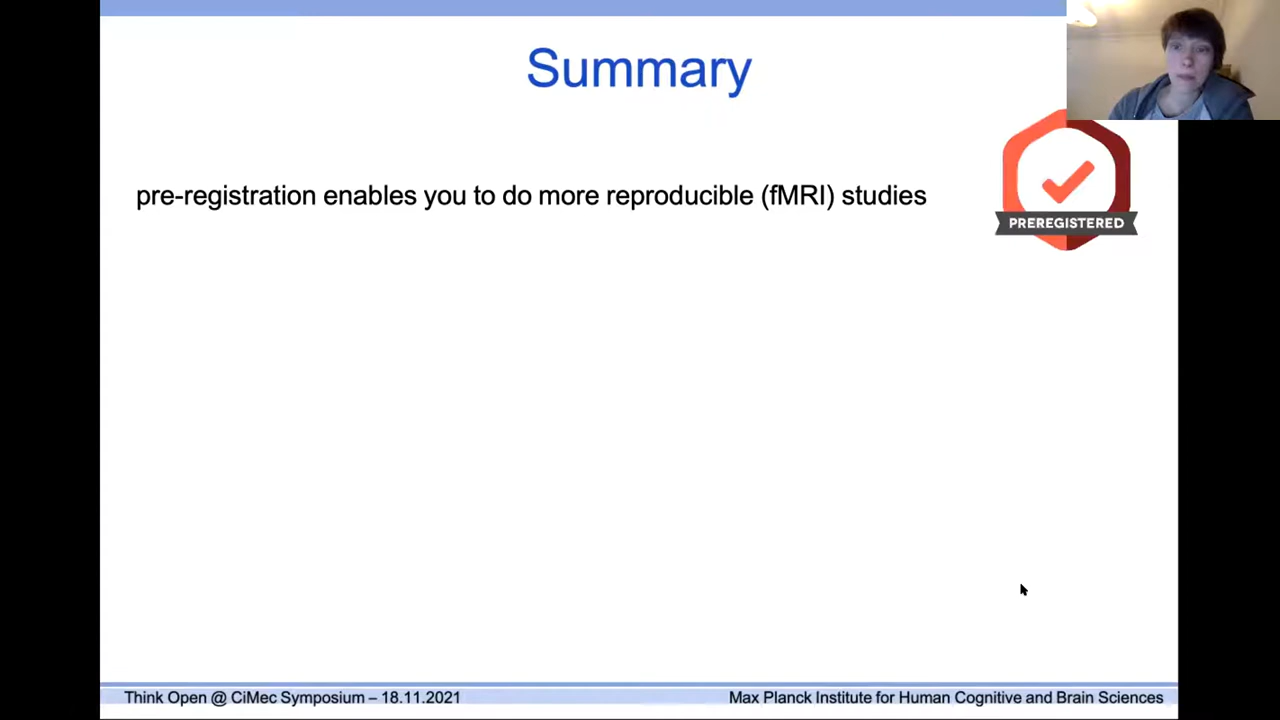 Summary
pre-registration enables you to do more reproducible (fMRI) studies
PREREGISTERED
Think Open @ CiMec Symposium – 18.11.2021
Max Planck Institute for Human Cognitive and Brain Sciences